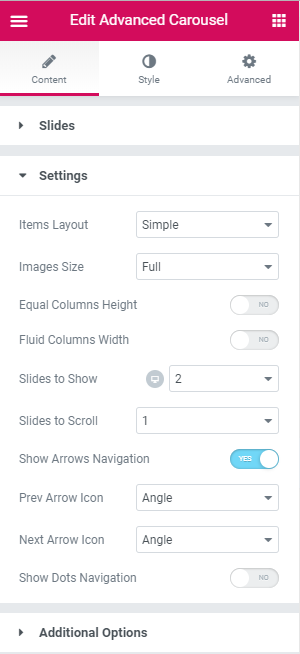 Edit Advanced Carousel
Content Style Advanced
Slides
Settings
Items Layout Simple
Images Size Full
Equal Columns Height NO
Fluid Columns Width NO
Slides to Show 2
Slides to Scroll 1
Show Arrows Navigation YES
Prev Arrow Icon Angle
Next Arrow Icon Angle
Show Dots Navigation NO
Additional Options